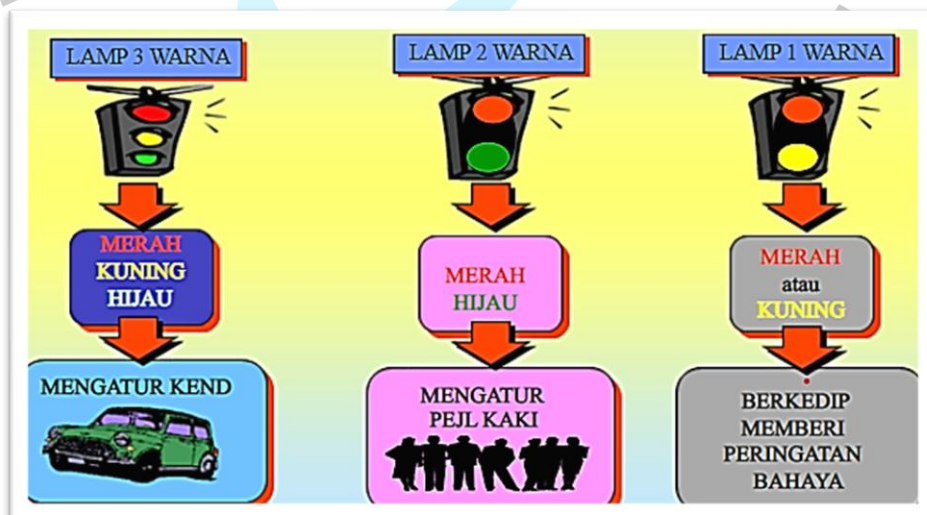 LAMP 3 WARNA
MERAH
KUNING
HIJAU
MENGATUR KEND
LAMP 2 WARNA
MERAH
HIJAU
MENGATUR
PEJL KAKI
LAMP 1 WARNA
MERAH
atau
KUNING
BERKEDIP
MEMBERI
PERINGATAN
BAHAYA